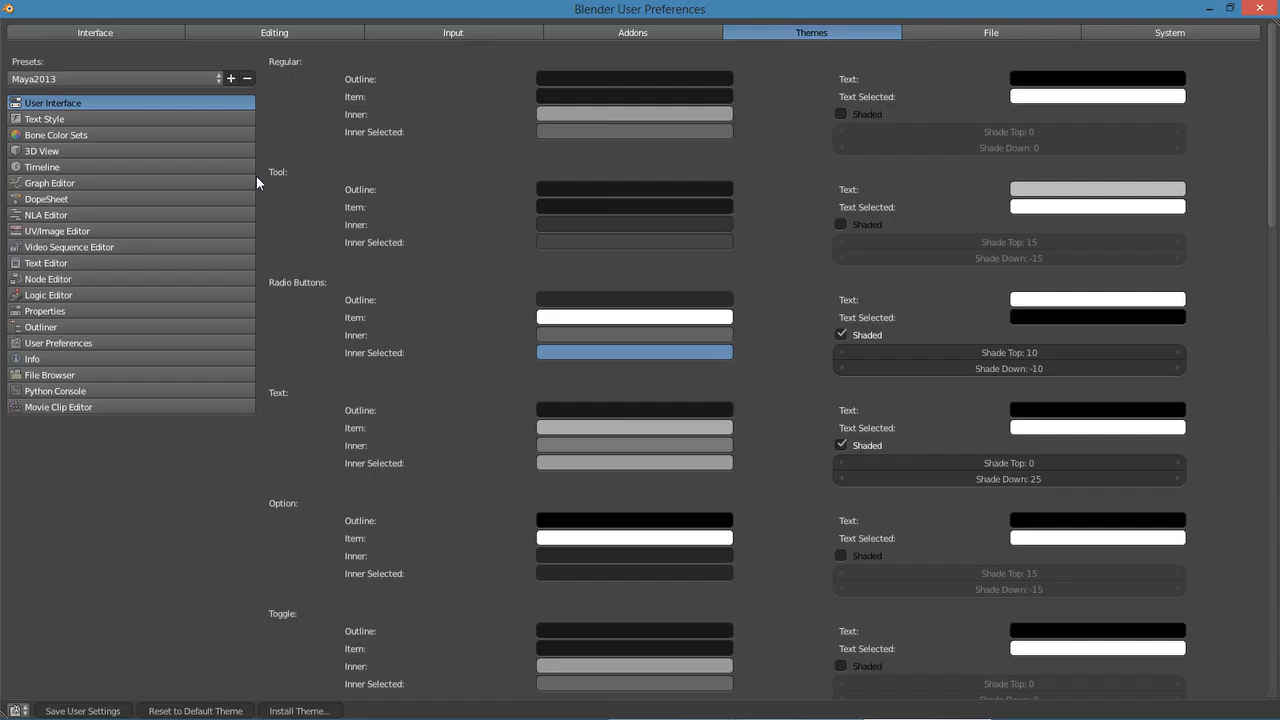 Blender User Preferences
Interface Editing Input Addons Themes File System
Presets:
Maya2013
User Interface
Text Style
Bone Color Sets
3D View
Timeline
Graph Editor
DopeSheet
NLA Editor
UV/Image Editor
Video Sequence Editor
Text Editor
Node Editor
Logic Editor
Properties
Outliner
User Preferences
Info
File Browser
Python Console
Movie Clip Editor
Regular:
Outline:
Item:
Inner:
Inner Selected:
Text:
Text Selected:
Shaded
Shade Top: 0
Shade Down: 0
Tool:
Outline:
Item:
Inner:
Inner Selected:
Text:
Text Selected:
Shaded
Shade Top: 15
Shade Down: -15
Radio Buttons:
Outline:
Item:
Inner:
Inner Selected:
Text:
Text Selected:
Shaded
Shade Top: 10
Shade Down: -10
Text:
Outline:
Item:
Inner:
Inner Selected:
Text:
Text Selected:
Shaded
Shade Top: 0
Shade Down: 25
Option:
Outline:
Item:
Inner:
Inner Selected:
Text:
Text Selected:
Shaded
Shade Top: 15
Shade Down: -15
Toggle:
Outline:
Item:
Inner:
Inner Selected:
Text:
Text Selected:
Shaded
Shade Top: 0
Save User Settings Reset to Default Theme Install Theme...